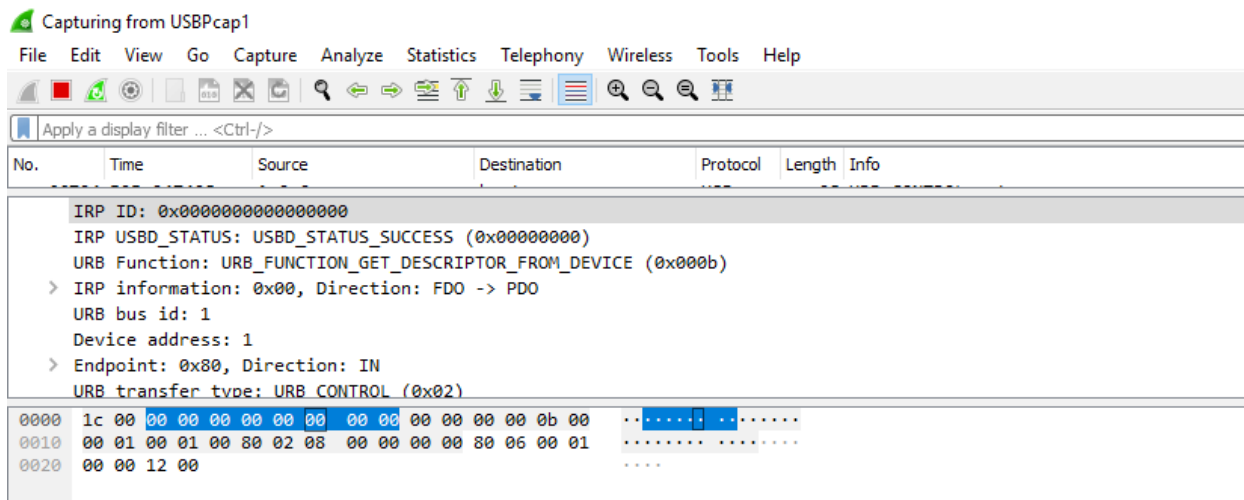 Capturing from USBPcap1
File Edit View Go Capture Analyze Statistics Telephony Wireless Tools Help
Apply a display filter ... <Ctrl-/>
No. Time Source Destination Protocol Length Info
IRP ID: 0x0000000000000000
IRP USBD_STATUS: USBD_STATUS_SUCCESS (0x00000000)
URB Function: URB_FUNCTION_GET_DESCRIPTOR_FROM_DEVICE (0x000b)
> IRP information: 0x00, Direction: FDO -> PDO
URB bus id: 1
Device address: 1
> Endpoint: 0x80, Direction: IN
URB transfer type: URB_CONTROL (0x02)
0000 1c 00 00 00 00 00 00 00 00 00 00 00 00 00 0b 00 ········ ········
0010 00 01 00 01 00 80 02 08 00 00 00 00 80 06 00 01 ········ ········
0020 00 00 12 00 ····